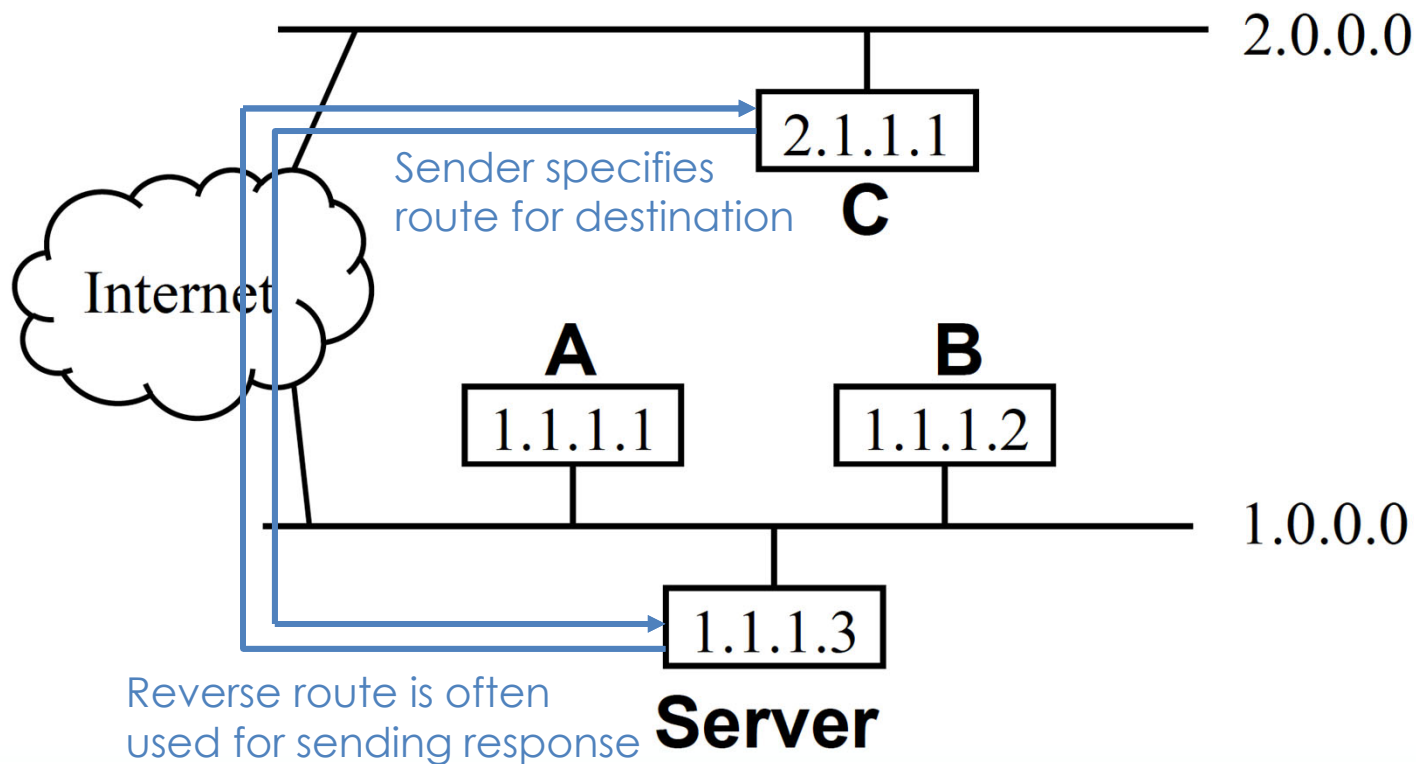 2.0.0.0
2.1.1.1
C
Sender specifies
route for destination
Internet
A
B
1.1.1.1
1.1.1.2
1.0.0.0
1.1.1.3
Server
Reverse route is often
used for sending response